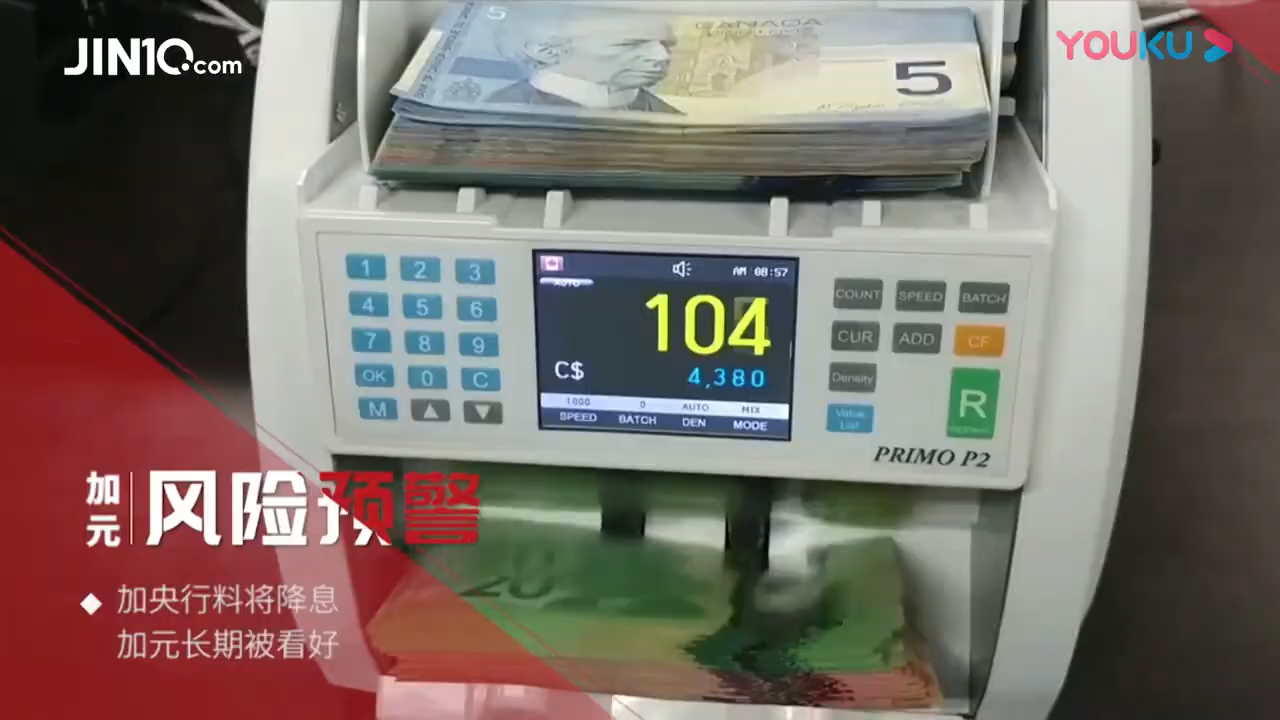 JIN10.com
YOUKU
5
CANADA
5
1 2 3
4 5 6
7 8 9
OK 0 C
M
AUTO
AM 08:57
104
C$
4,380
1000 0 AUTO MIX
SPEED BATCH DEN MODE
COUNT SPEED BATCH
CUR ADD CF
Density
Value
List
R
PRIMO P2
20
加元
风险预警
加央行料将降息
加元长期被看好